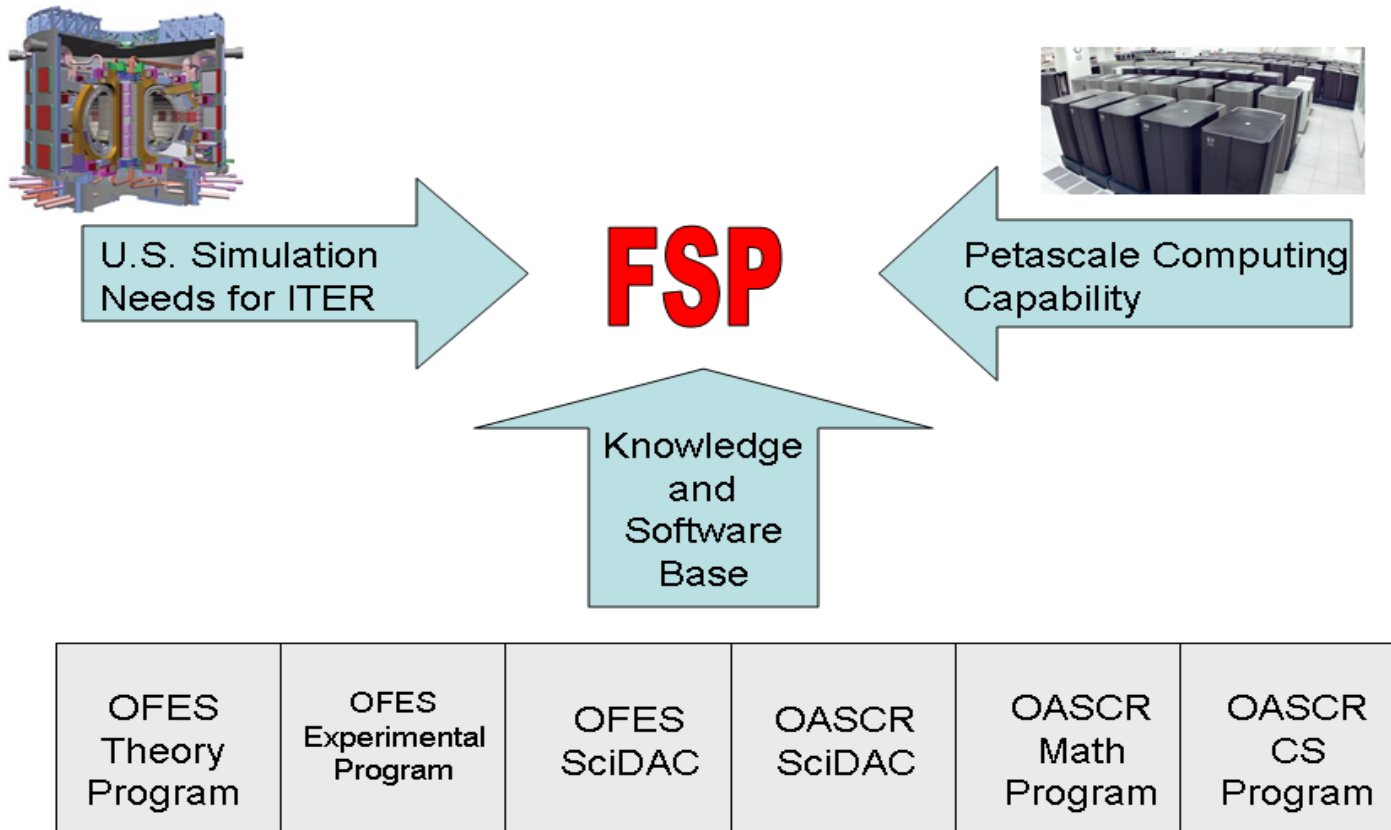 U.S. Simulation
Needs for ITER
FSP
Petascale Computing
Capability
Knowledge
and
Software
Base
OFES
Theory
Program
OFES
Experimental
Program
OFES
SciDAC
OASCR
SciDAC
OASCR
Math
Program
OASCR
CS
Program